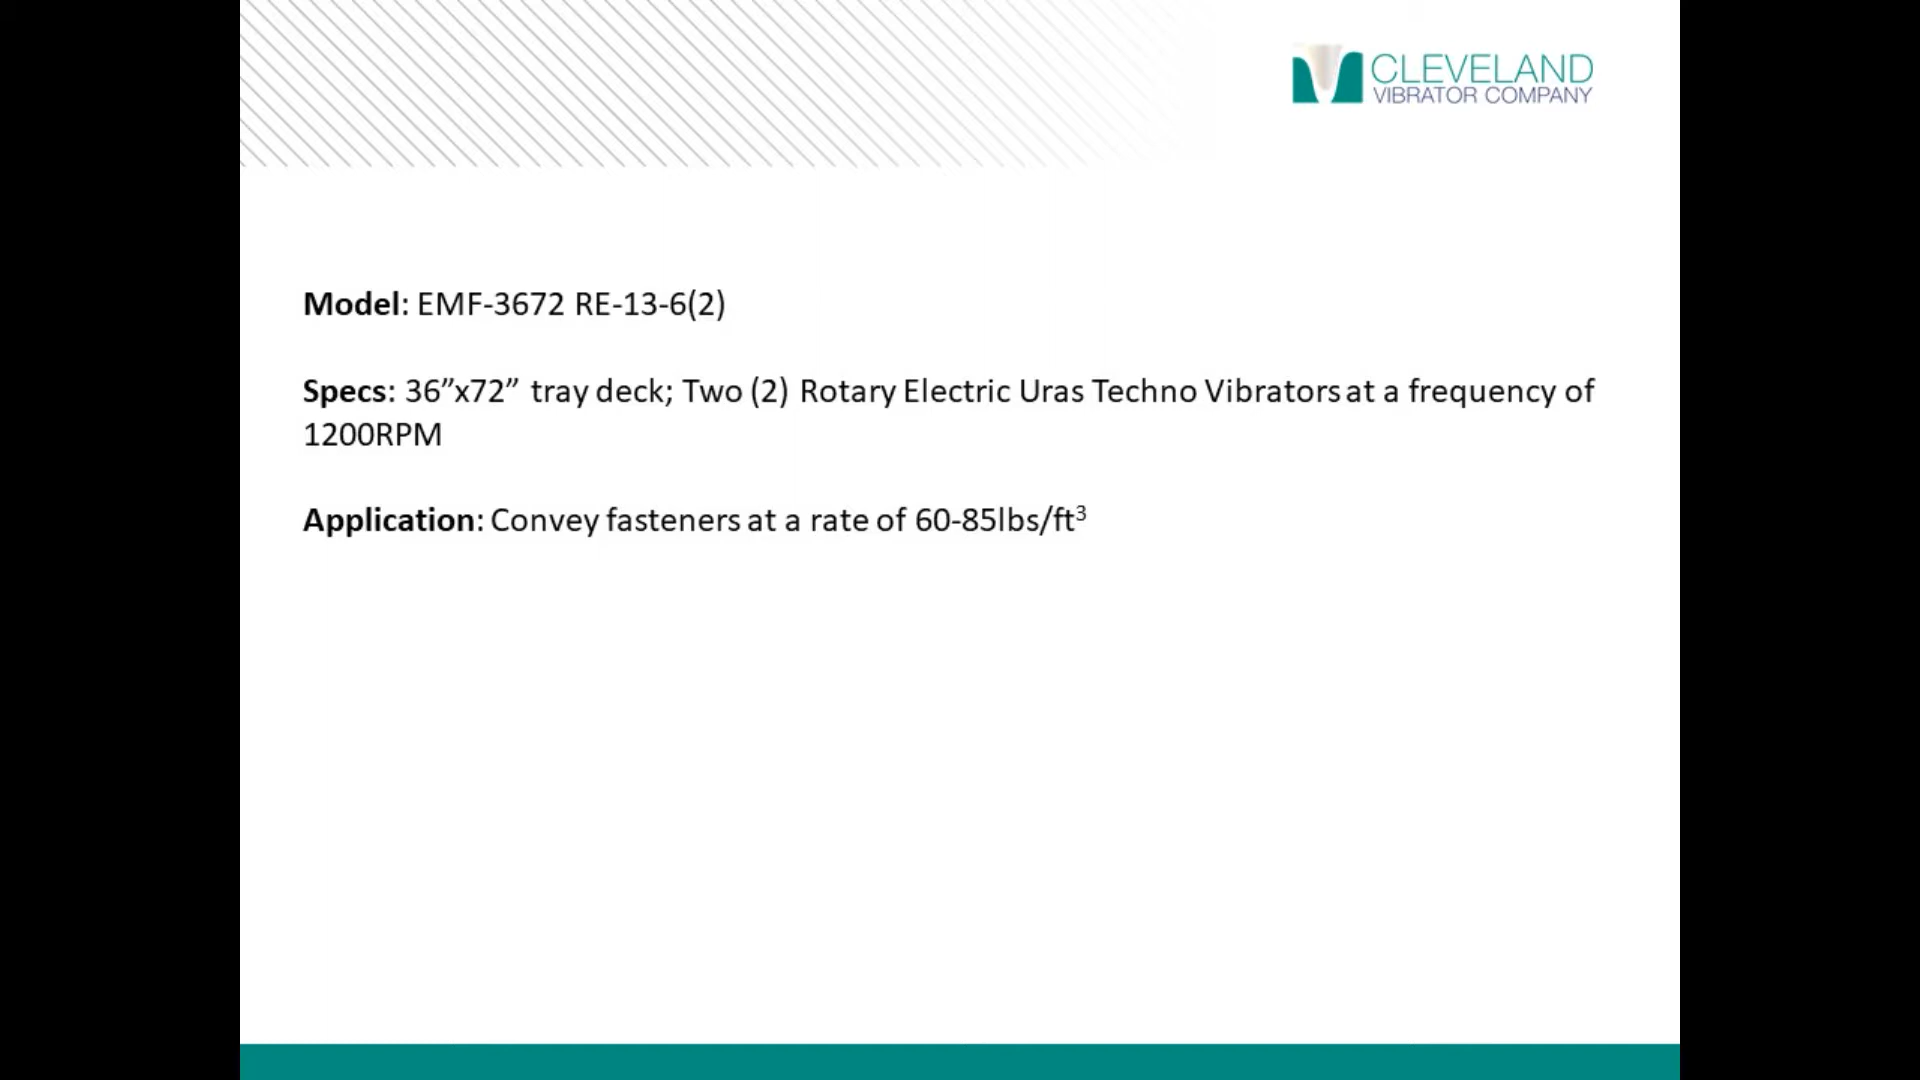 CLEVELAND
VIBRATOR COMPANY
Model: EMF-3672 RE-13-6(2)
Specs: 36”x72” tray deck; Two (2) Rotary Electric Uras Techno Vibrators at a frequency of
1200RPM
Application: Convey fasteners at a rate of 60-85lbs/ft³